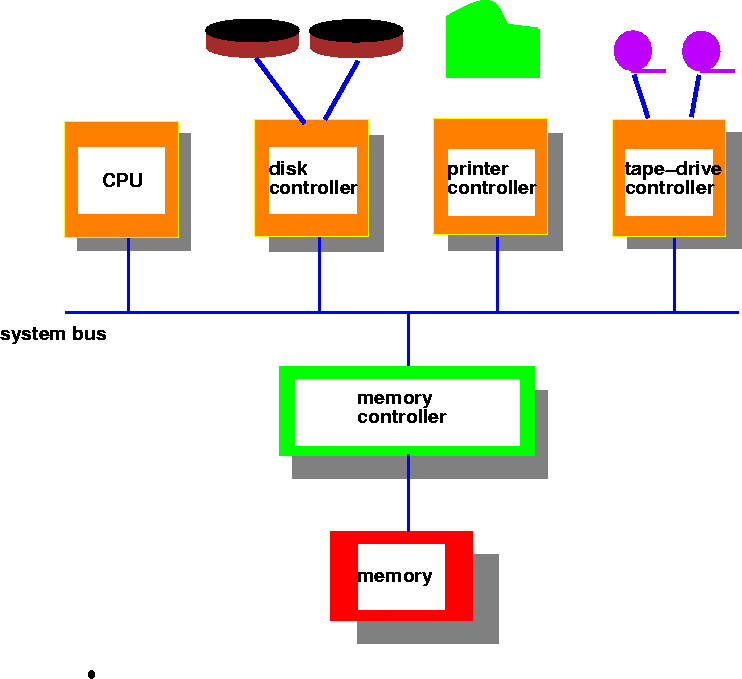 CPU
disk
controller
printer
controller
tape–drive
controller
system bus
memory
controller
memory